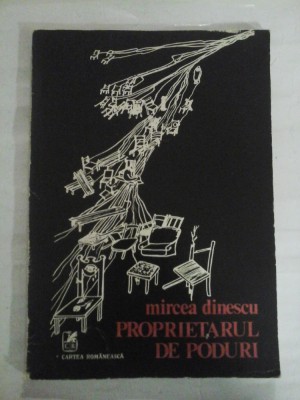 mircea dinescu
PROPRIETARUL
DE PODURI
CARTEA ROMÂNEASCĂ